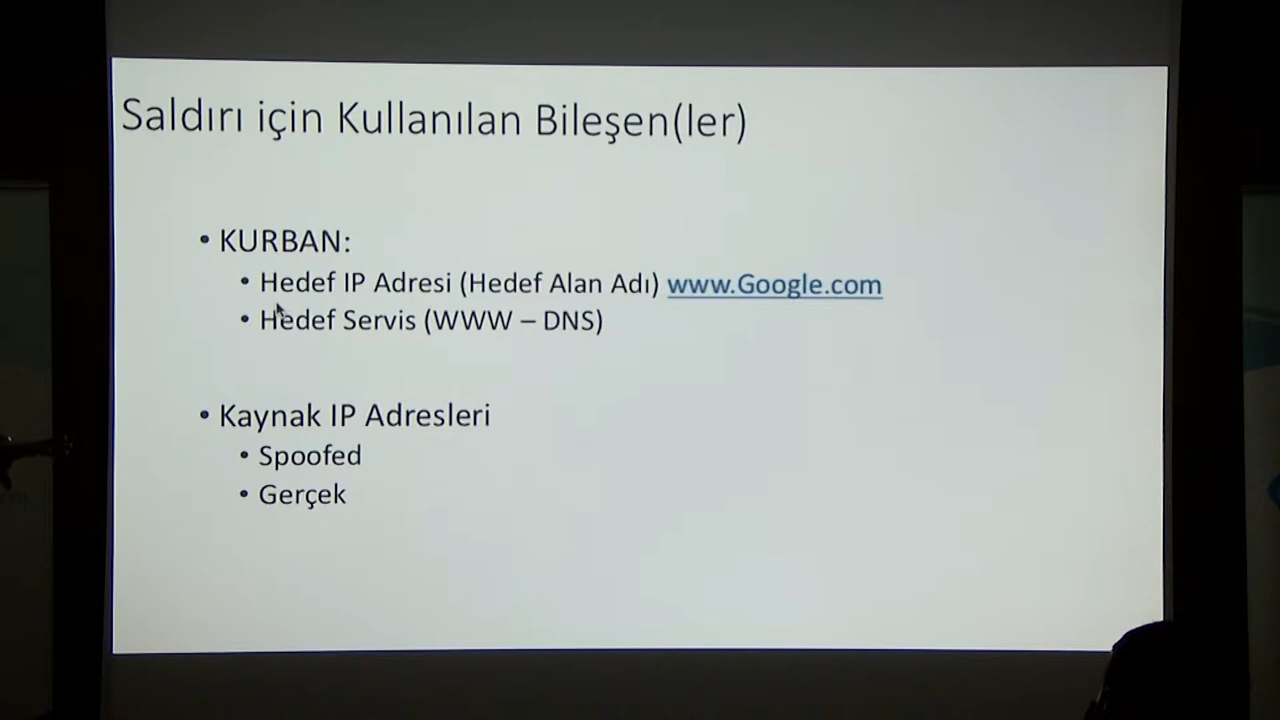 Saldırı için Kullanılan Bileşen(ler)
• KURBAN:
• Hedef IP Adresi (Hedef Alan Adı) www.Google.com
• Hedef Servis (WWW – DNS)
• Kaynak IP Adresleri
• Spoofed
• Gerçek